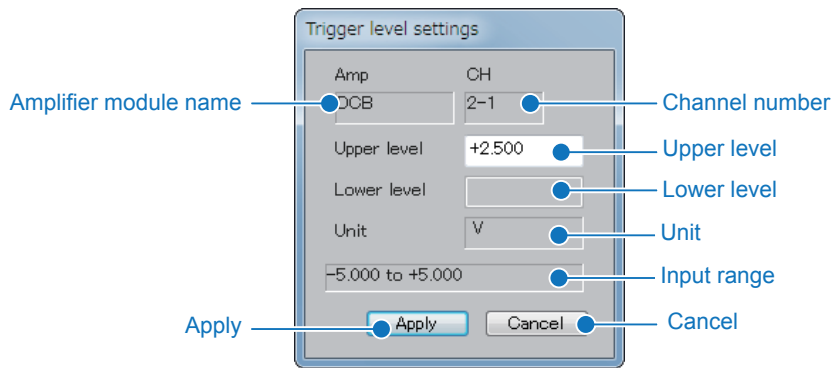 Trigger level settings
Amp CH
Amplifier module name DCB 2-1 Channel number
Upper level +2.500 Upper level
Lower level Lower level
Unit V Unit
-5.000 to +5.000 Input range
Apply Apply Cancel Cancel